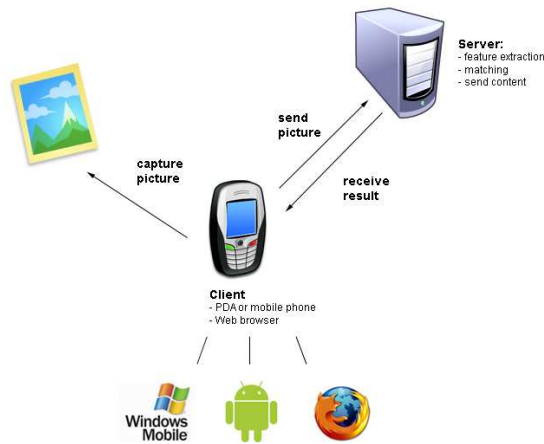 Server:
- feature extraction
- matching
- send content
send
picture
capture
picture
receive
result
Client
- PDA or mobile phone
- Web browser
Windows
Mobile